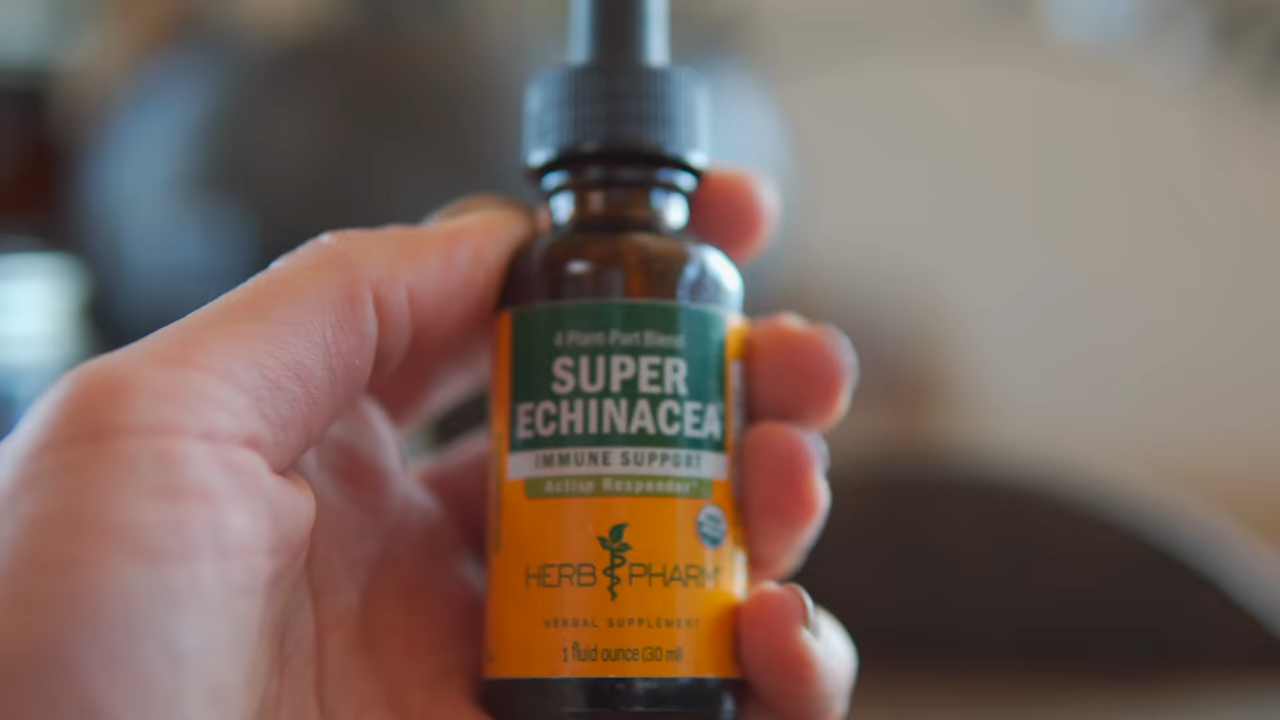 4 Plant-Part Blend
SUPER
ECHINACEA
IMMUNE SUPPORT
Active Responder*
HERB PHARM®
HERBAL SUPPLEMENT
1 fluid ounce (30 ml)